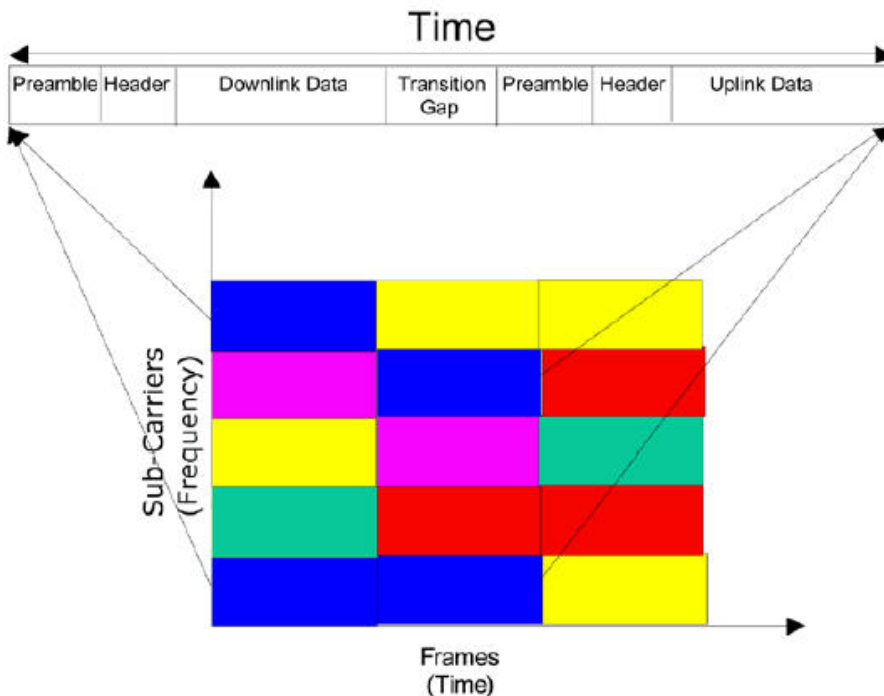 Time
Preamble Header Downlink Data Transition Gap Preamble Header Uplink Data
Sub-Carriers
(Frequency)
Frames
(Time)